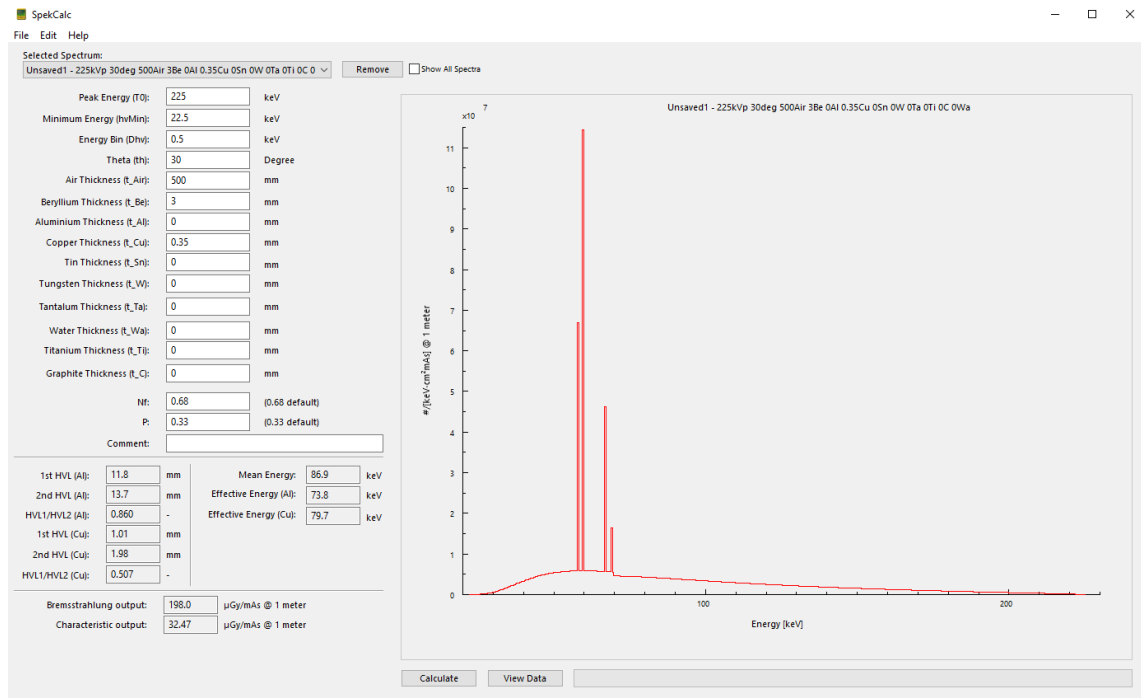 SpekCalc
File Edit Help
Selected Spectrum:
Unsaved1 - 225kVp 30deg 500Air 3Be 0Al 0.35Cu 0Sn 0W 0Ta 0Ti 0C 0
Remove
Show All Spectra
Peak Energy (T0): 225 keV
Minimum Energy (hvMin): 22.5 keV
Energy Bin (Dhv): 0.5 keV
Theta (th): 30 Degree
Air Thickness (t_Air): 500 mm
Beryllium Thickness (t_Be): 3 mm
Aluminium Thickness (t_Al): 0 mm
Copper Thickness (t_Cu): 0.35 mm
Tin Thickness (t_Sn): 0 mm
Tungsten Thickness (t_W): 0 mm
Tantalum Thickness (t_Ta): 0 mm
Water Thickness (t_Wa): 0 mm
Titanium Thickness (t_Ti): 0 mm
Graphite Thickness (t_C): 0 mm
Nf: 0.68 (0.68 default)
P: 0.33 (0.33 default)
Comment:
1st HVL (Al): 11.8 mm
2nd HVL (Al): 13.7 mm
HVL1/HVL2 (Al): 0.860 -
1st HVL (Cu): 1.01 mm
2nd HVL (Cu): 1.98 mm
HVL1/HVL2 (Cu): 0.507 -
Mean Energy: 86.9 keV
Effective Energy (Al): 73.8 keV
Effective Energy (Cu): 79.7 keV
Bremsstrahlung output: 198.0 µGy/mAs @ 1 meter
Characteristic output: 32.47 µGy/mAs @ 1 meter
Unsaved1 - 225kVp 30deg 500Air 3Be 0Al 0.35Cu 0Sn 0W 0Ta 0Ti 0C 0Wa
x10 7
11
10
9
8
7
6
5
4
3
2
1
0
#/[keV·cm²mAs] @ 1 meter
100
200
Energy [keV]
Calculate
View Data